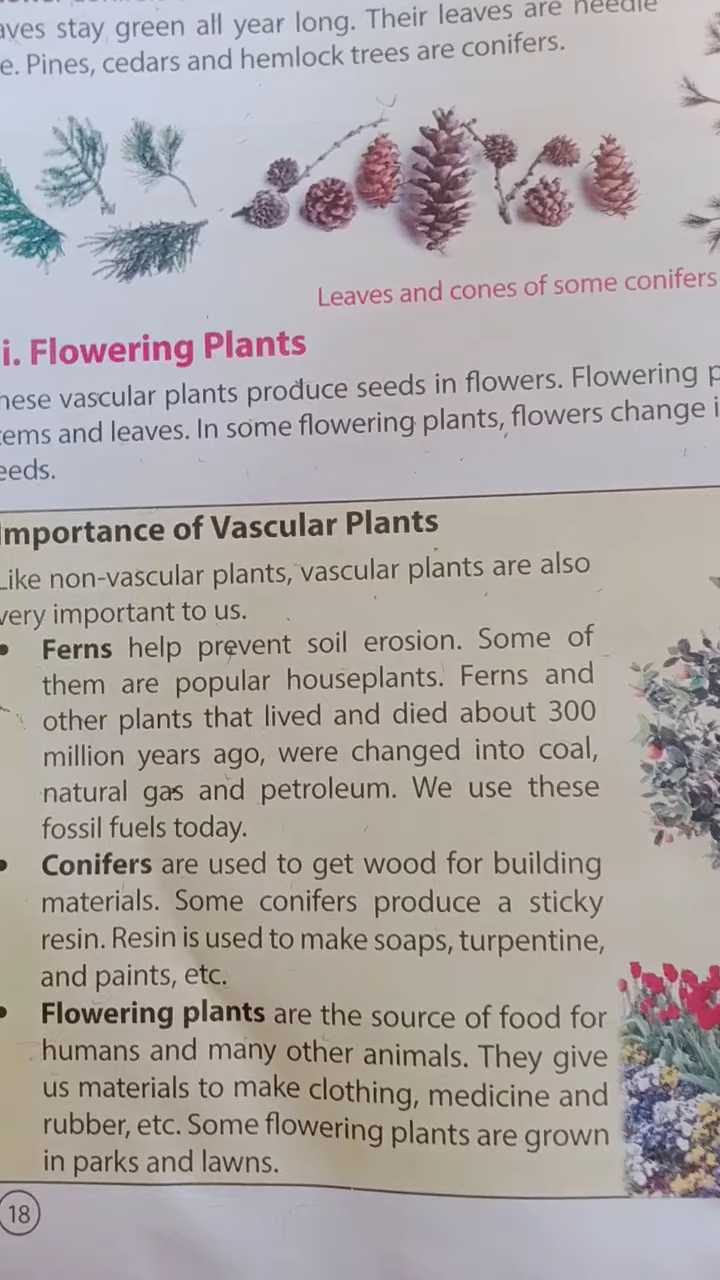 stay green all year long. Their leaves are needle
Pines, cedars and hemlock trees are conifers.
Leaves and cones of some conifers
i. Flowering Plants
vascular plants produce seeds in flowers. Flowering
and leaves. In some flowering plants, flowers change
Importance of Vascular Plants
Like non-vascular plants, vascular plants are also
very important to us.
• Ferns help prevent soil erosion. Some of
them are popular houseplants. Ferns and
other plants that lived and died about 300
million years ago, were changed into coal,
natural gas and petroleum. We use these
fossil fuels today.
• Conifers are used to get wood for building
materials. Some conifers produce a sticky
resin. Resin is used to make soaps, turpentine,
and paints, etc.
• Flowering plants are the source of food for
humans and many other animals. They give
us materials to make clothing, medicine and
rubber, etc. Some flowering plants are grown
in parks and lawns.
18